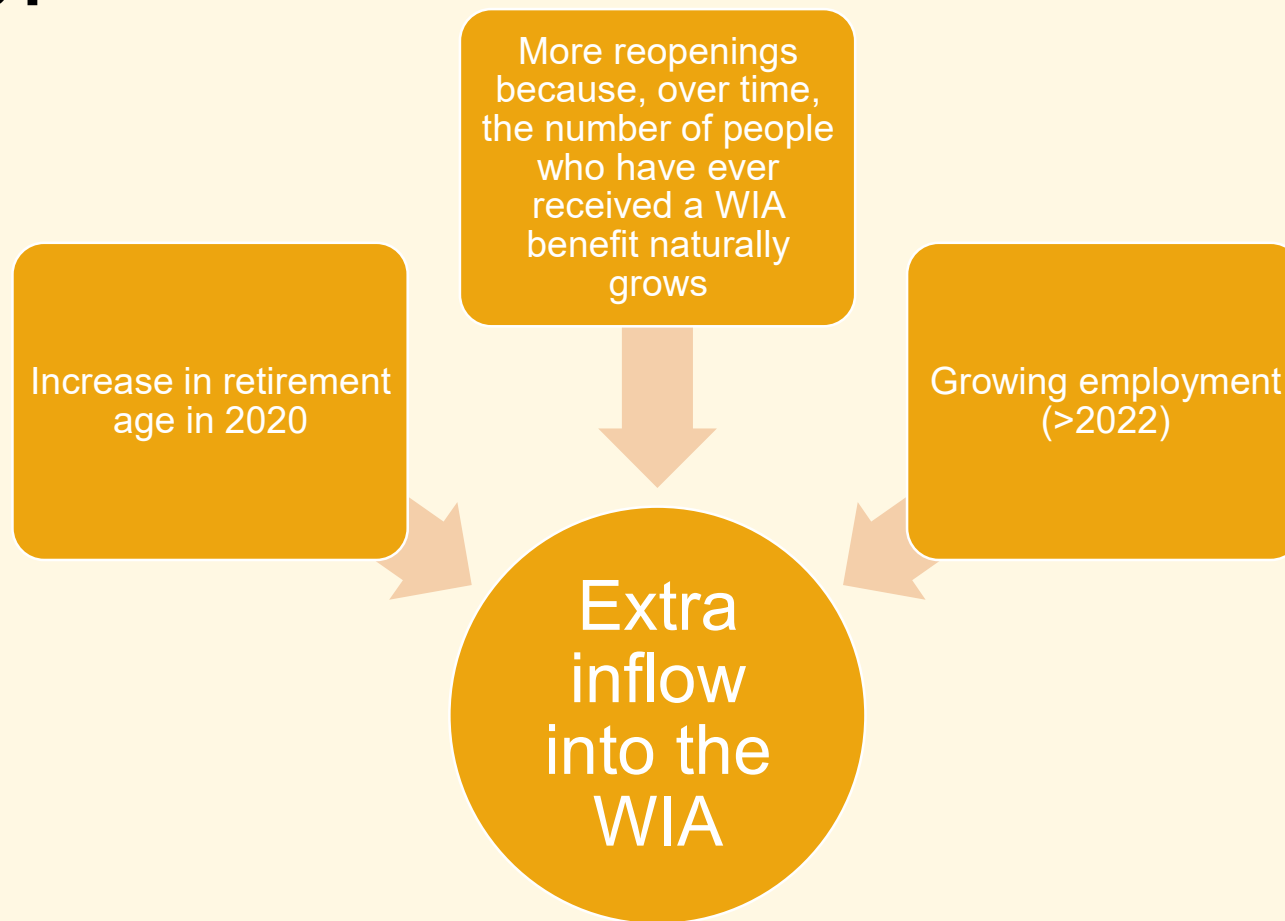 More reopenings
because, over time,
the number of people
who have ever
received a WIA
benefit naturally
grows
Increase in retirement
age in 2020
Growing employment
(>2022)
Extra
inflow
into the
WIA